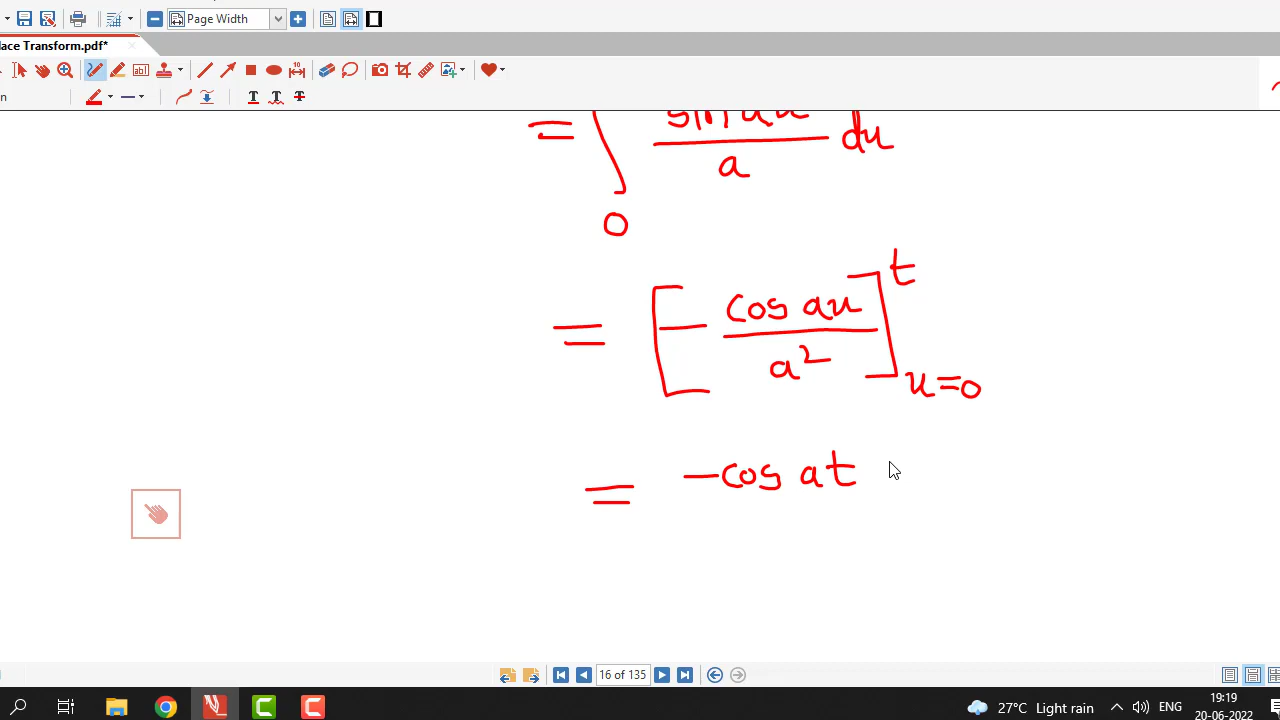 Page Width
lace Transform.pdf*
n
= ∫ sin au / a du
0
= [ − cos au / a² ] t
u=0
= −cos at
16 of 135
27°C Light rain
ENG
19:19
20-06-2022